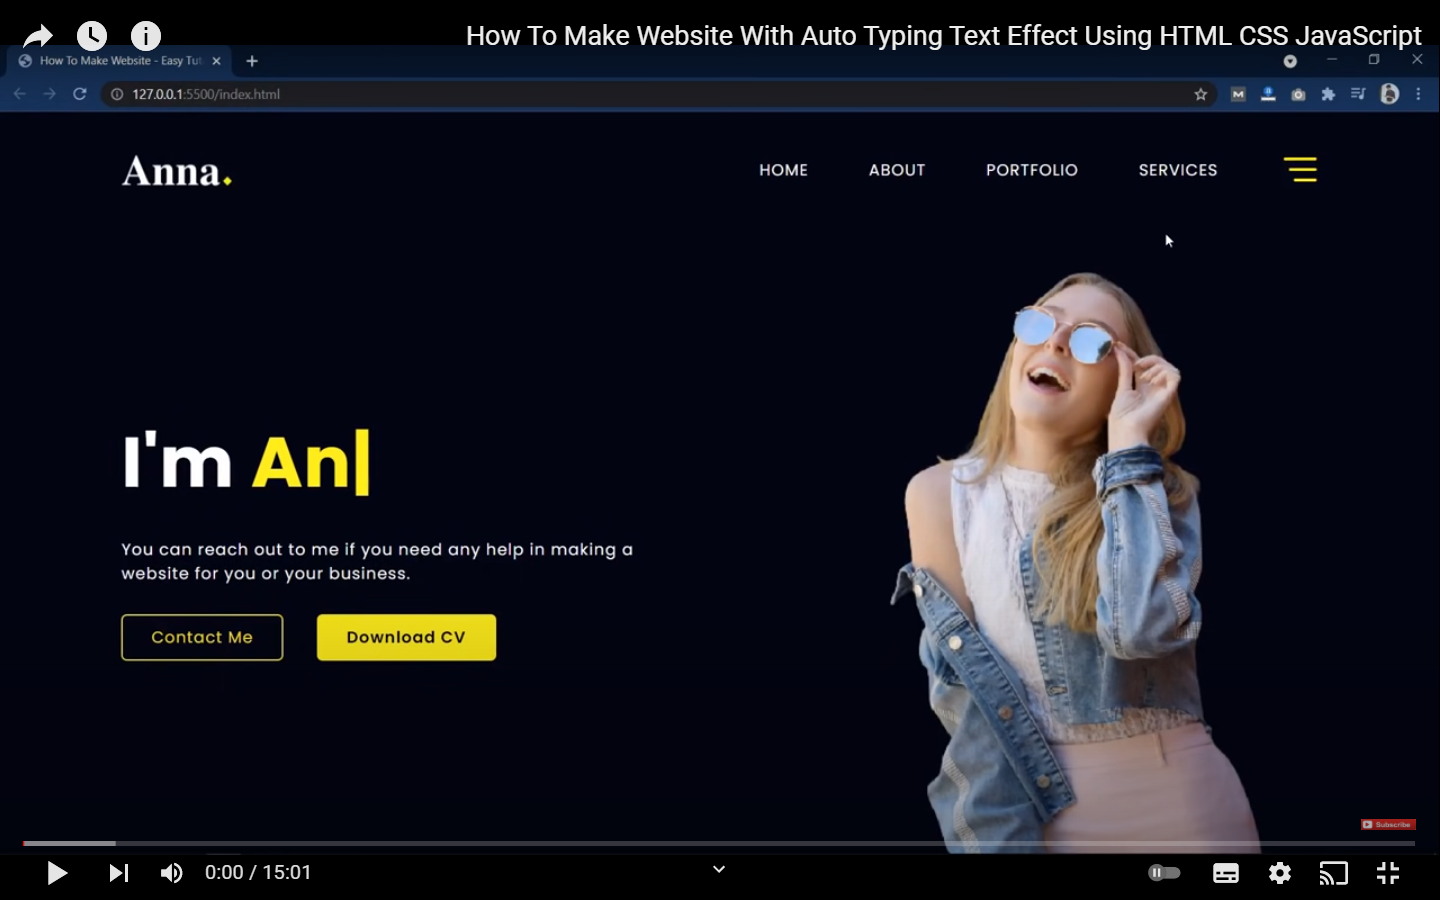 How To Make Website With Auto Typing Text Effect Using HTML CSS JavaScript
How To Make Website - Easy Tut
127.0.0.1:5500/index.html
Anna.
HOME ABOUT PORTFOLIO SERVICES
I'm An|
You can reach out to me if you need any help in making a
website for you or your business.
Contact Me Download CV
Subscribe
0:00 / 15:01